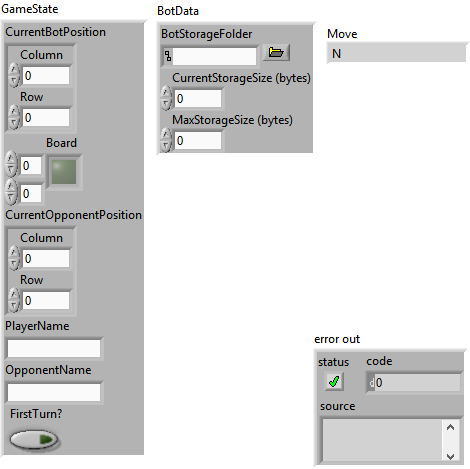 GameState
CurrentBotPosition
Column
0
Row
0
Board
0
0
CurrentOpponentPosition
Column
0
Row
0
PlayerName
OpponentName
FirstTurn?
BotData
BotStorageFolder
CurrentStorageSize (bytes)
0
MaxStorageSize (bytes)
0
Move
N
error out
status
code
d0
source